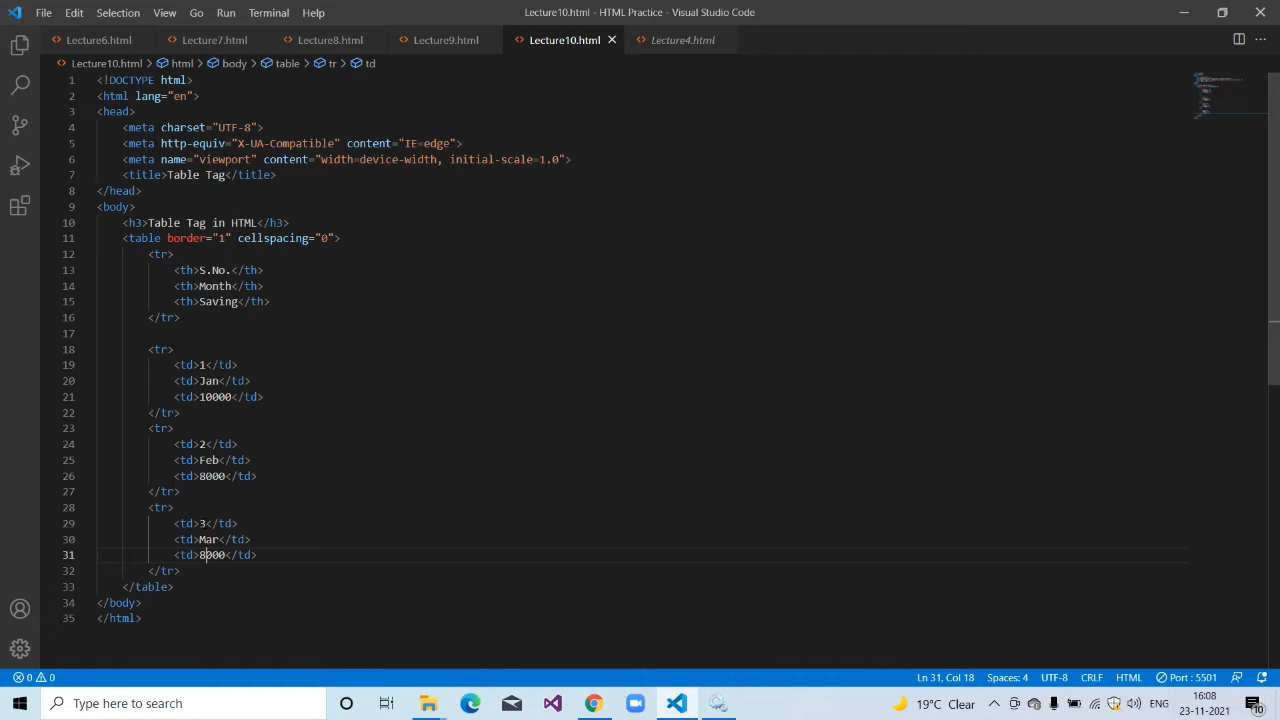 File Edit Selection View Go Run Terminal Help Lecture10.html - HTML Practice - Visual Studio Code
Lecture6.html Lecture7.html Lecture8.html Lecture9.html Lecture10.html Lecture4.html
Lecture10.html > html > body > table > tr > td
1 <!DOCTYPE html>
2 <html lang="en">
3 <head>
4 <meta charset="UTF-8">
5 <meta http-equiv="X-UA-Compatible" content="IE=edge">
6 <meta name="viewport" content="width=device-width, initial-scale=1.0">
7 <title>Table Tag</title>
8 </head>
9 <body>
10 <h3>Table Tag in HTML</h3>
11 <table border="1" cellspacing="0">
12 <tr>
13 <th>S.No.</th>
14 <th>Month</th>
15 <th>Saving</th>
16 </tr>
17
18 <tr>
19 <td>1</td>
20 <td>Jan</td>
21 <td>10000</td>
22 </tr>
23 <tr>
24 <td>2</td>
25 <td>Feb</td>
26 <td>8000</td>
27 </tr>
28 <tr>
29 <td>3</td>
30 <td>Mar</td>
31 <td>8000</td>
32 </tr>
33 </table>
34 </body>
35 </html>
0 0 Ln 31, Col 18 Spaces: 4 UTF-8 CRLF HTML Port : 5501
Type here to search 19°C Clear ENG 16:08
23-11-2021 10